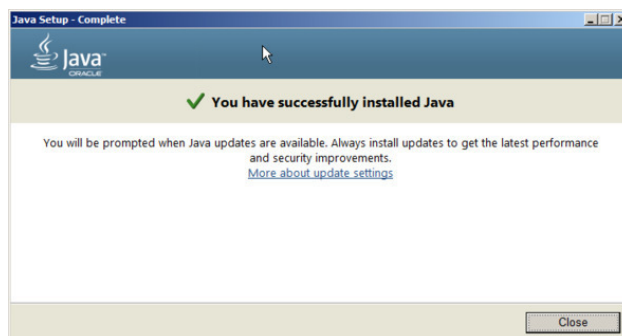 Java Setup - Complete
Java
ORACLE
You have successfully installed Java
You will be prompted when Java updates are available. Always install updates to get the latest performance
and security improvements.
More about update settings
Close